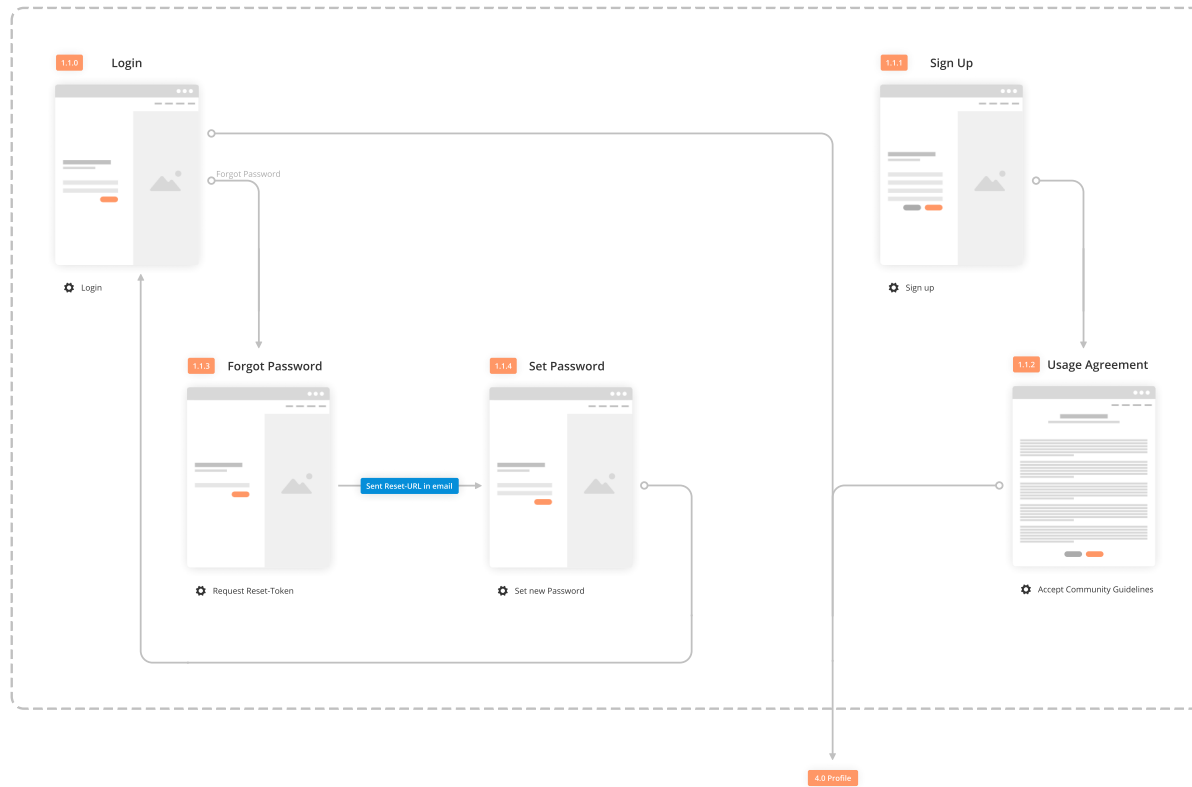 1.1.0 Login
1.1.1 Sign Up
Forgot Password
Login
Sign up
1.1.3 Forgot Password
1.1.4 Set Password
1.1.2 Usage Agreement
Sent Reset-URL in email
Request Reset-Token
Set new Password
Accept Community Guidelines
4.0 Profile